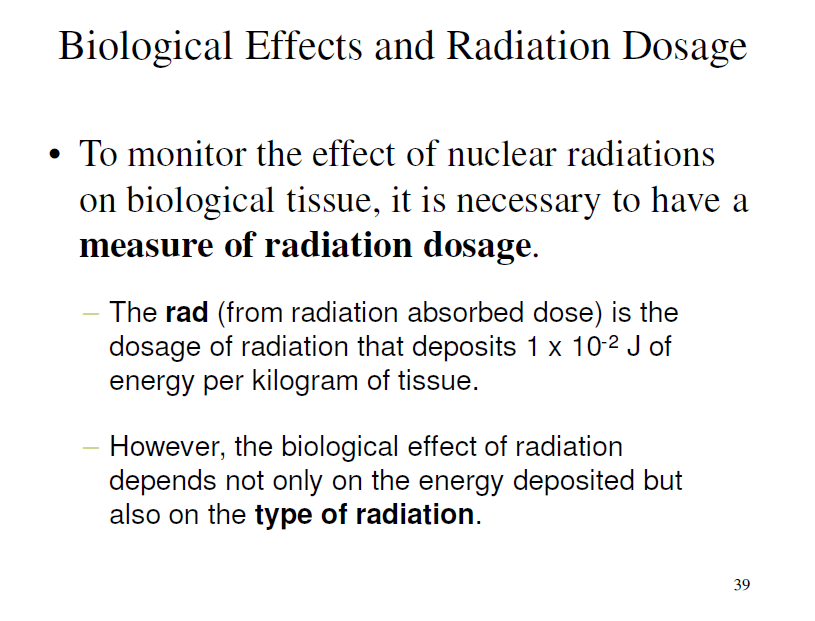 Biological Effects and Radiation Dosage
• To monitor the effect of nuclear radiations
on biological tissue, it is necessary to have a
measure of radiation dosage.
– The rad (from radiation absorbed dose) is the
dosage of radiation that deposits 1 x 10⁻² J of
energy per kilogram of tissue.
– However, the biological effect of radiation
depends not only on the energy deposited but
also on the type of radiation.
39